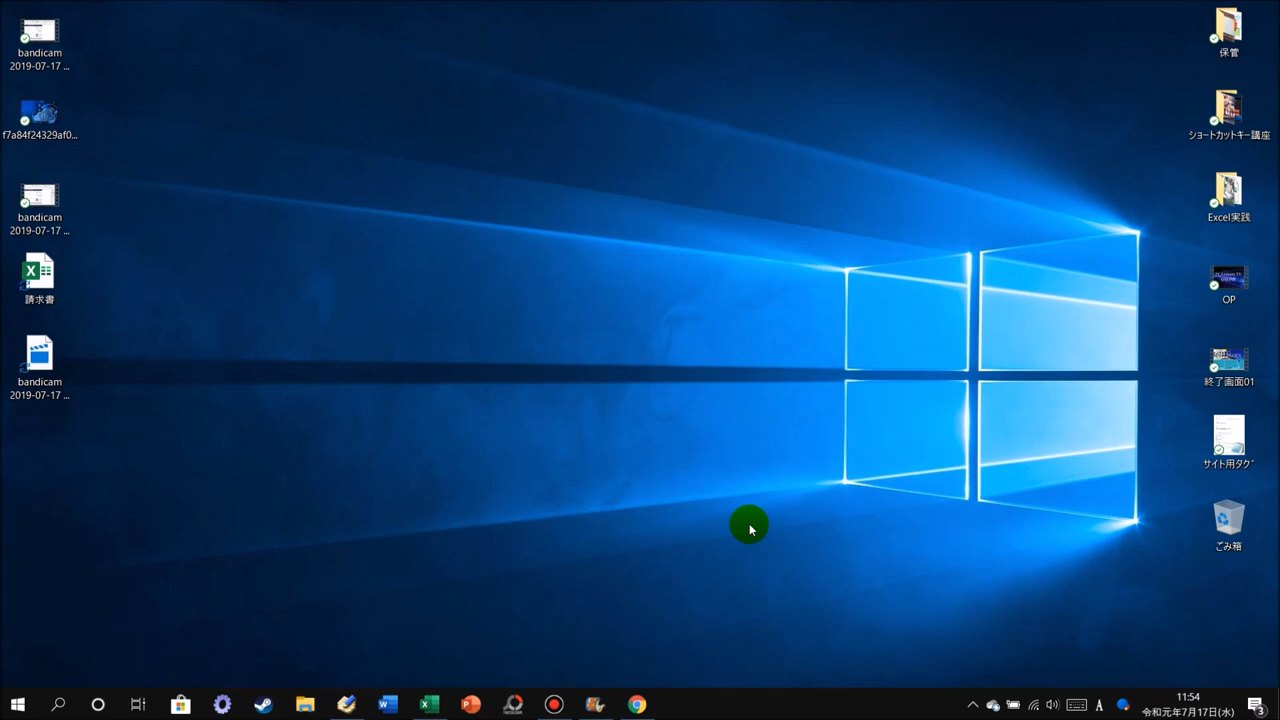 bandicam
2019-07-17 ...
f7a84f24329af0...
bandicam
2019-07-17 ...
請求書
bandicam
2019-07-17 ...
保管
ショートカットキー講座
Excel実践
OP
終了画面01
サイト用タグ
ごみ箱
A
11:54
令和元年7月17日(水)
3